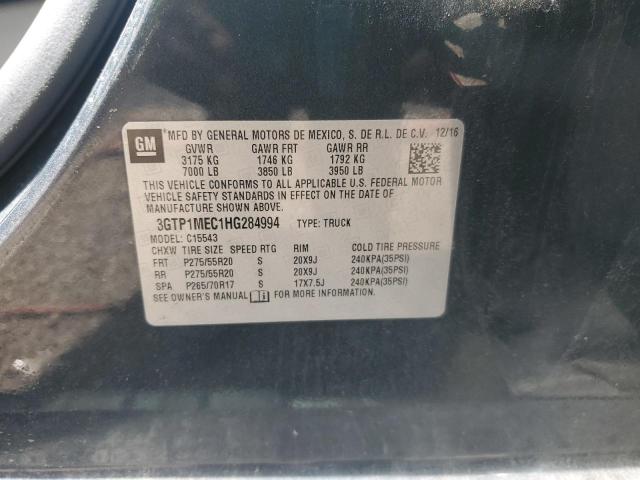 GM
*MFD BY GENERAL MOTORS DE MEXICO, S. DE R.L. DE C.V. 12/16
GVWR GAWR FRT GAWR RR
3175 KG 1746 KG 1792 KG
7000 LB 3850 LB 3950 LB
THIS VEHICLE CONFORMS TO ALL APPLICABLE U.S. FEDERAL MOTOR
VEHICLE SAFETY STANDARDS IN EFFECT ON THE DATE OF
MANUFACTURE SHOWN ABOVE.
3GTP1MEC1HG284994 TYPE: TRUCK
MODEL: C15543
CHXW TIRE SIZE SPEED RTG RIM COLD TIRE PRESSURE
FRT P275/55R20 S 20X9J 240KPA(35PSI)
RR P275/55R20 S 20X9J 240KPA(35PSI)
SPA P265/70R17 S 17X7.5J 240KPA(35PSI)
SEE OWNER'S MANUAL FOR MORE INFORMATION.